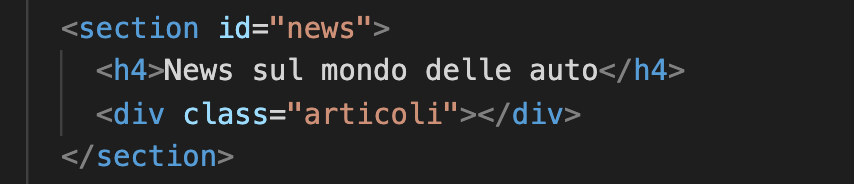 <section id="news">
<h4>News sul mondo delle auto</h4>
<div class="articoli"></div>
</section>